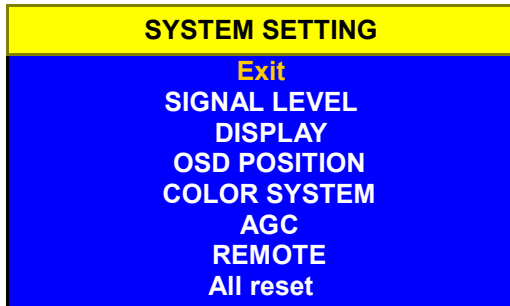 SYSTEM SETTING
Exit
SIGNAL LEVEL
DISPLAY
OSD POSITION
COLOR SYSTEM
AGC
REMOTE
All reset